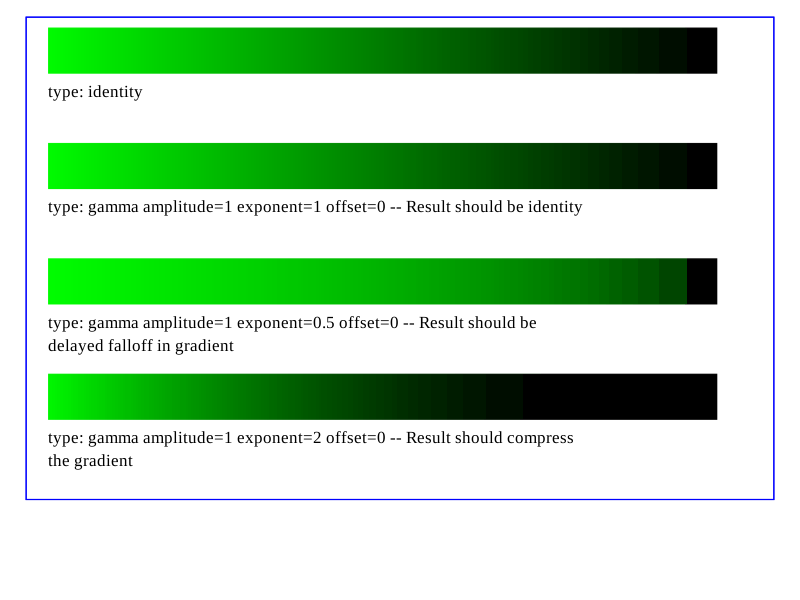 type: identity
type: gamma amplitude=1 exponent=1 offset=0 -- Result should be identity
type: gamma amplitude=1 exponent=0.5 offset=0 -- Result should be
delayed falloff in gradient
type: gamma amplitude=1 exponent=2 offset=0 -- Result should compress
the gradient